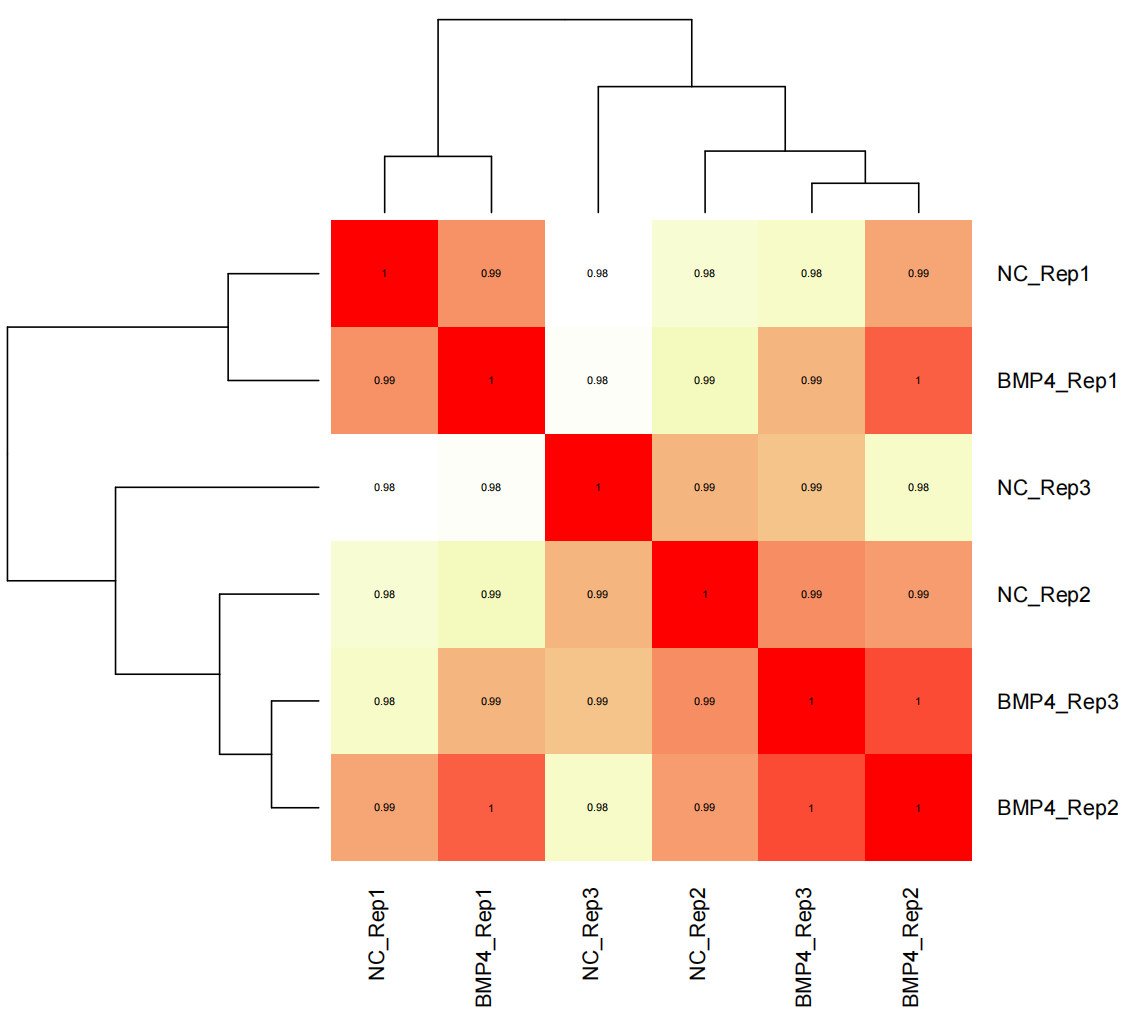 1 0.99 0.98 0.98 0.98 0.99 NC_Rep1
0.99 1 0.98 0.99 0.99 1 BMP4_Rep1
0.98 0.98 1 0.99 0.99 0.98 NC_Rep3
0.98 0.99 0.99 1 0.99 0.99 NC_Rep2
0.98 0.99 0.99 0.99 1 1 BMP4_Rep3
0.99 1 0.98 0.99 1 1 BMP4_Rep2
NC_Rep1
BMP4_Rep1
NC_Rep3
NC_Rep2
BMP4_Rep3
BMP4_Rep2